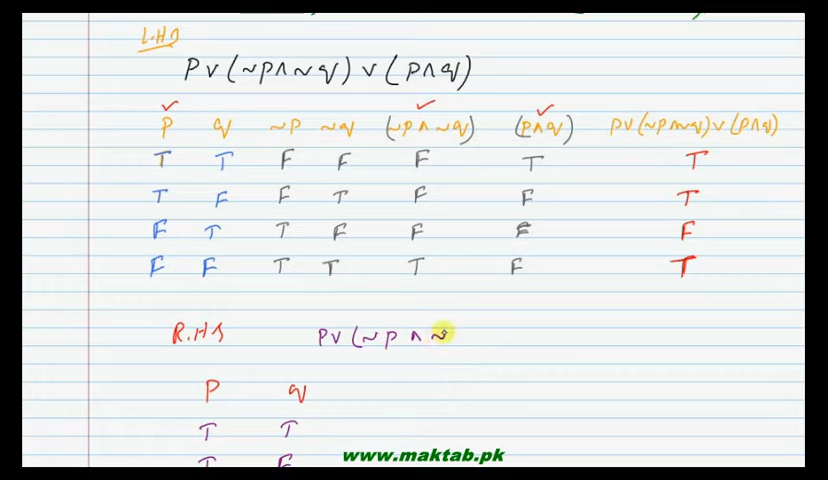 L.H.S
p∨(~p∧~q)∨(p∧q)
p q ~p ~q (~p∧~q) (p∧q) p∨(~p∧~q)∨(p∧q)
T T F F F T T
T F F T F F T
F T T F F F F
F F T T T F T
R.H.S p∨(~p∧~
p q
T T
T F
www.maktab.pk